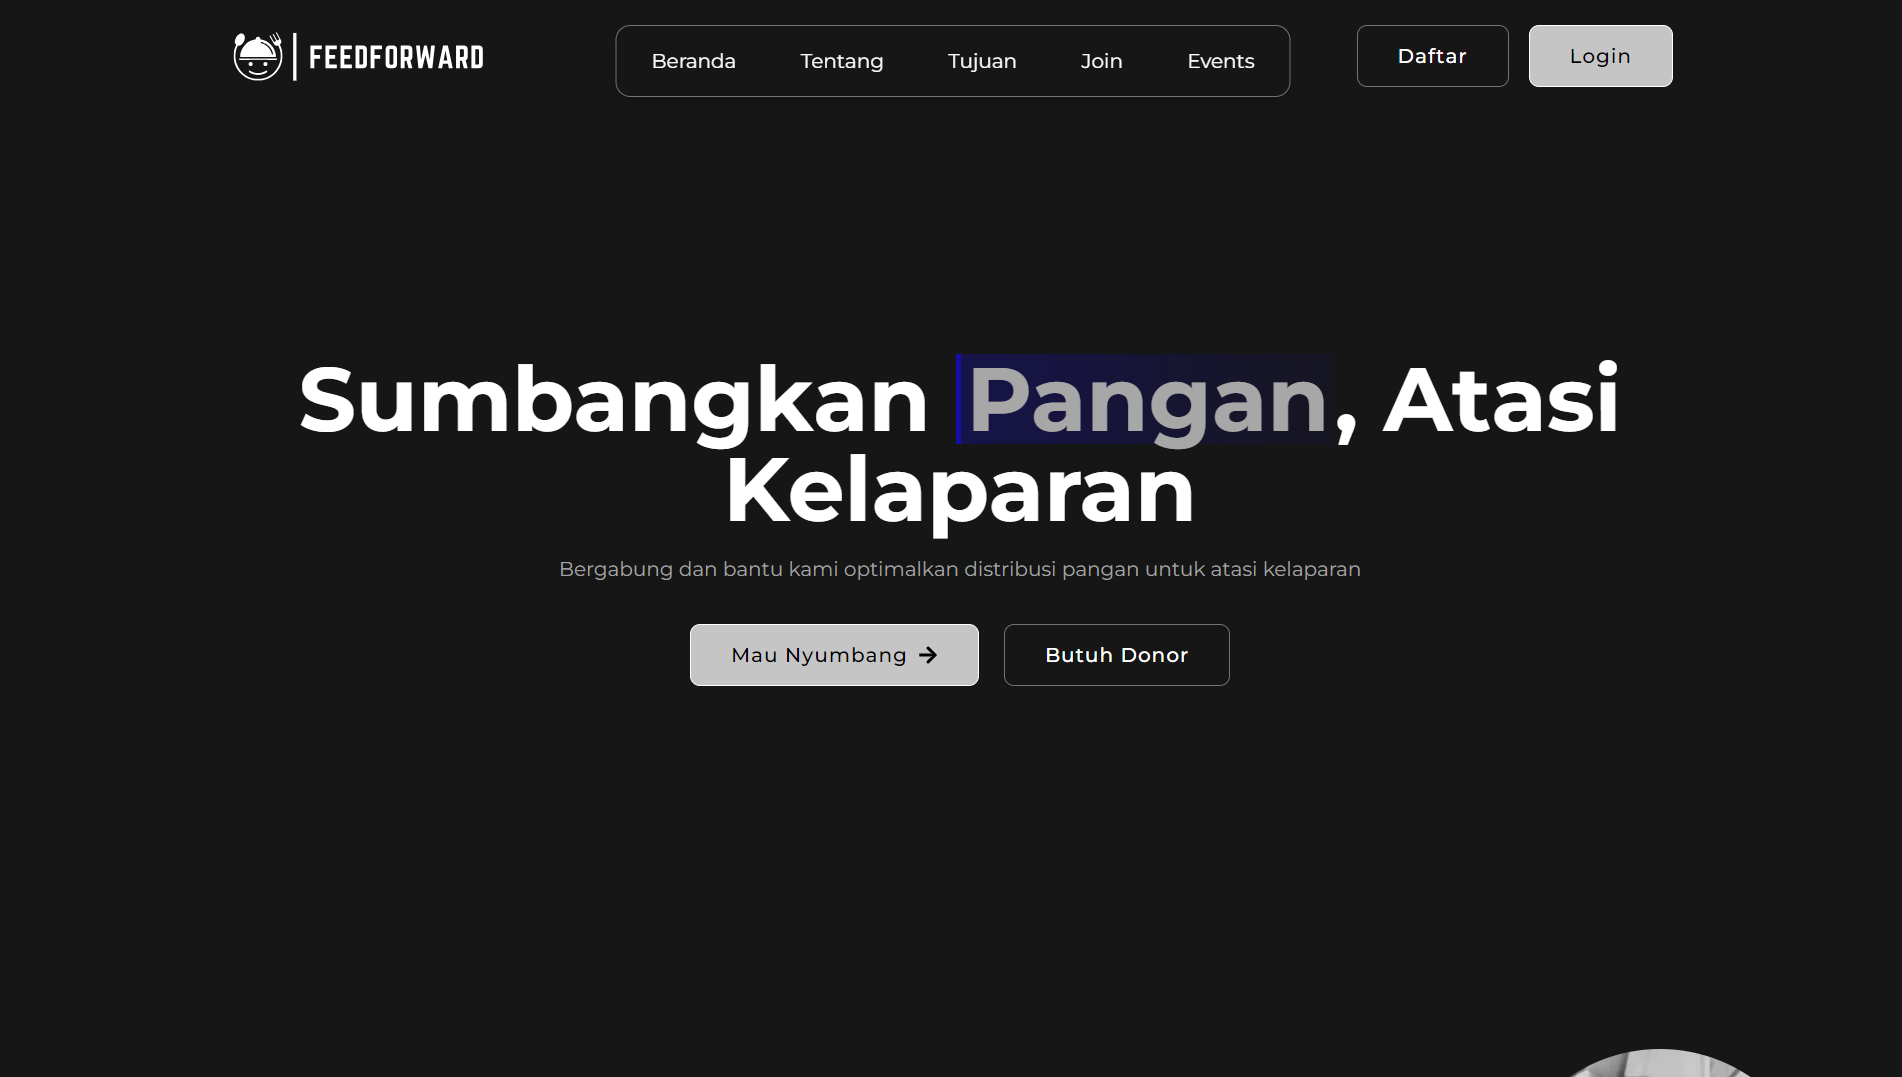 FEEDFORWARD
Beranda Tentang Tujuan Join Events
Daftar Login
Sumbangkan Pangan, Atasi
Kelaparan
Bergabung dan bantu kami optimalkan distribusi pangan untuk atasi kelaparan
Mau Nyumbang → Butuh Donor